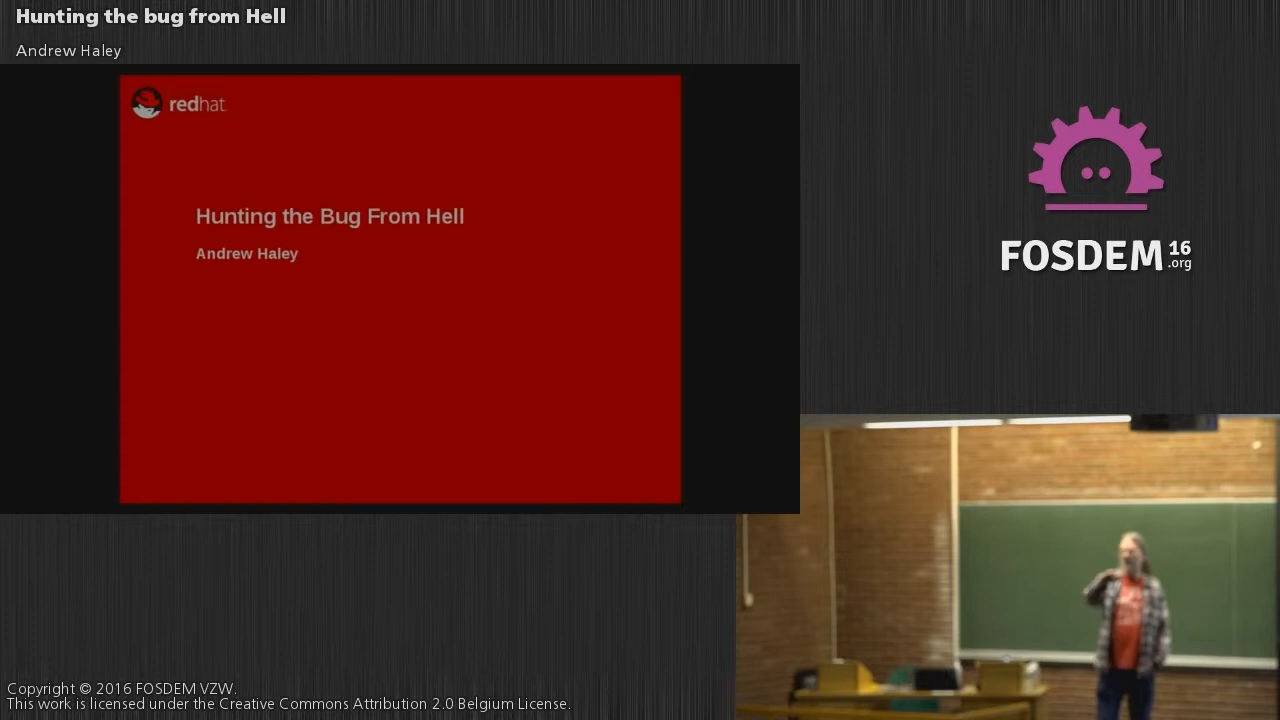 Hunting the bug from Hell
Andrew Haley
redhat
Hunting the Bug From Hell
Andrew Haley
FOSDEM 16
.org
Copyright © 2016 FOSDEM VZW.
This work is licensed under the Creative Commons Attribution 2.0 Belgium License.